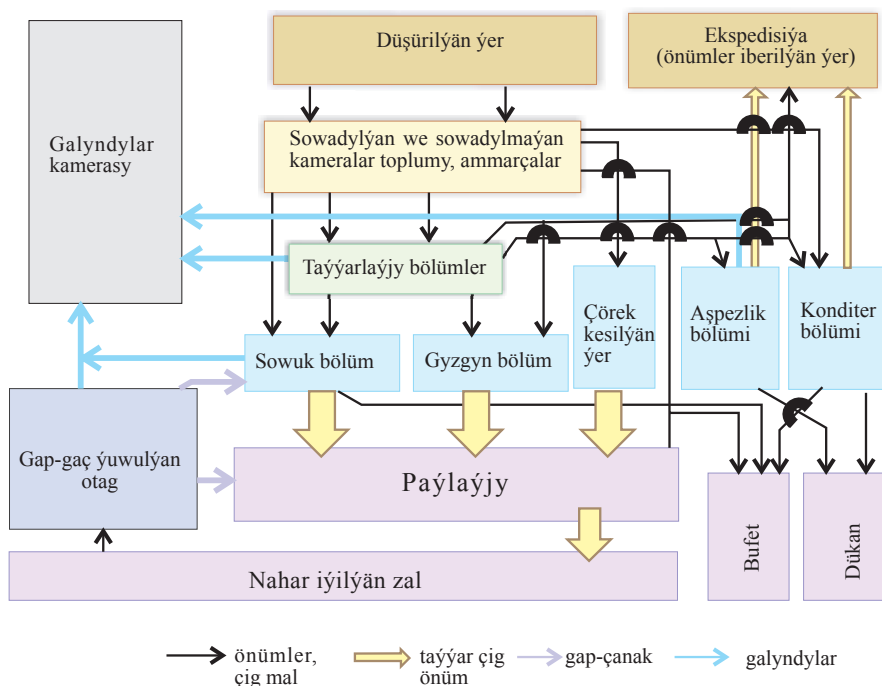 Düşürilýän ýer
Ekspedisiýa
(önümler iberilýän ýer)
Galyndylar
kamerasy
Sowadylýan we sowadylmaýan
kameralar toplumy, ammarçalar
Taýýarlaýjy bölümler
Sowuk bölüm
Gyzgyn bölüm
Çörek
kesilýän
ýer
Aşpezlik
bölümi
Konditer
bölümi
Gap-gaç ýuwulýan
otag
Paýlaýjy
Nahar iýilýän zal
Bufet
Dükan
önümler,
çig mal
taýýar çig
önüm
gap-çanak
galyndylar